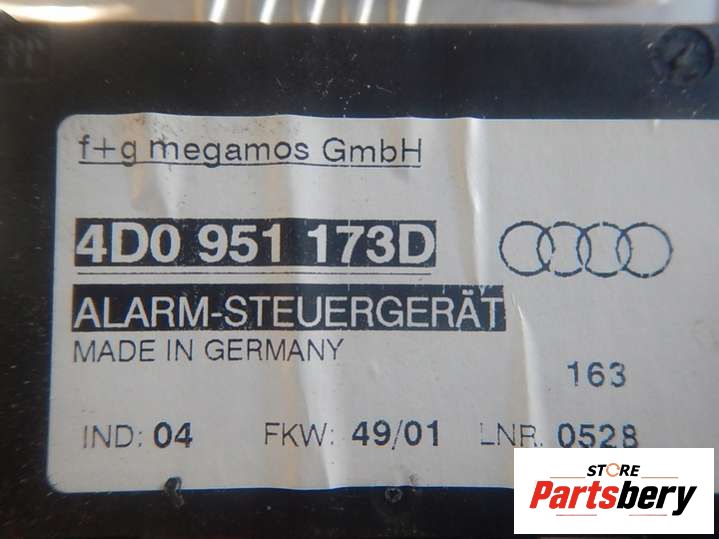 f+g megamos GmbH
4D0 951 173D
ALARM-STEUERGERÄT
MADE IN GERMANY
163
IND: 04 FKW: 49/01 LNR. 0528
STORE
Partsbery